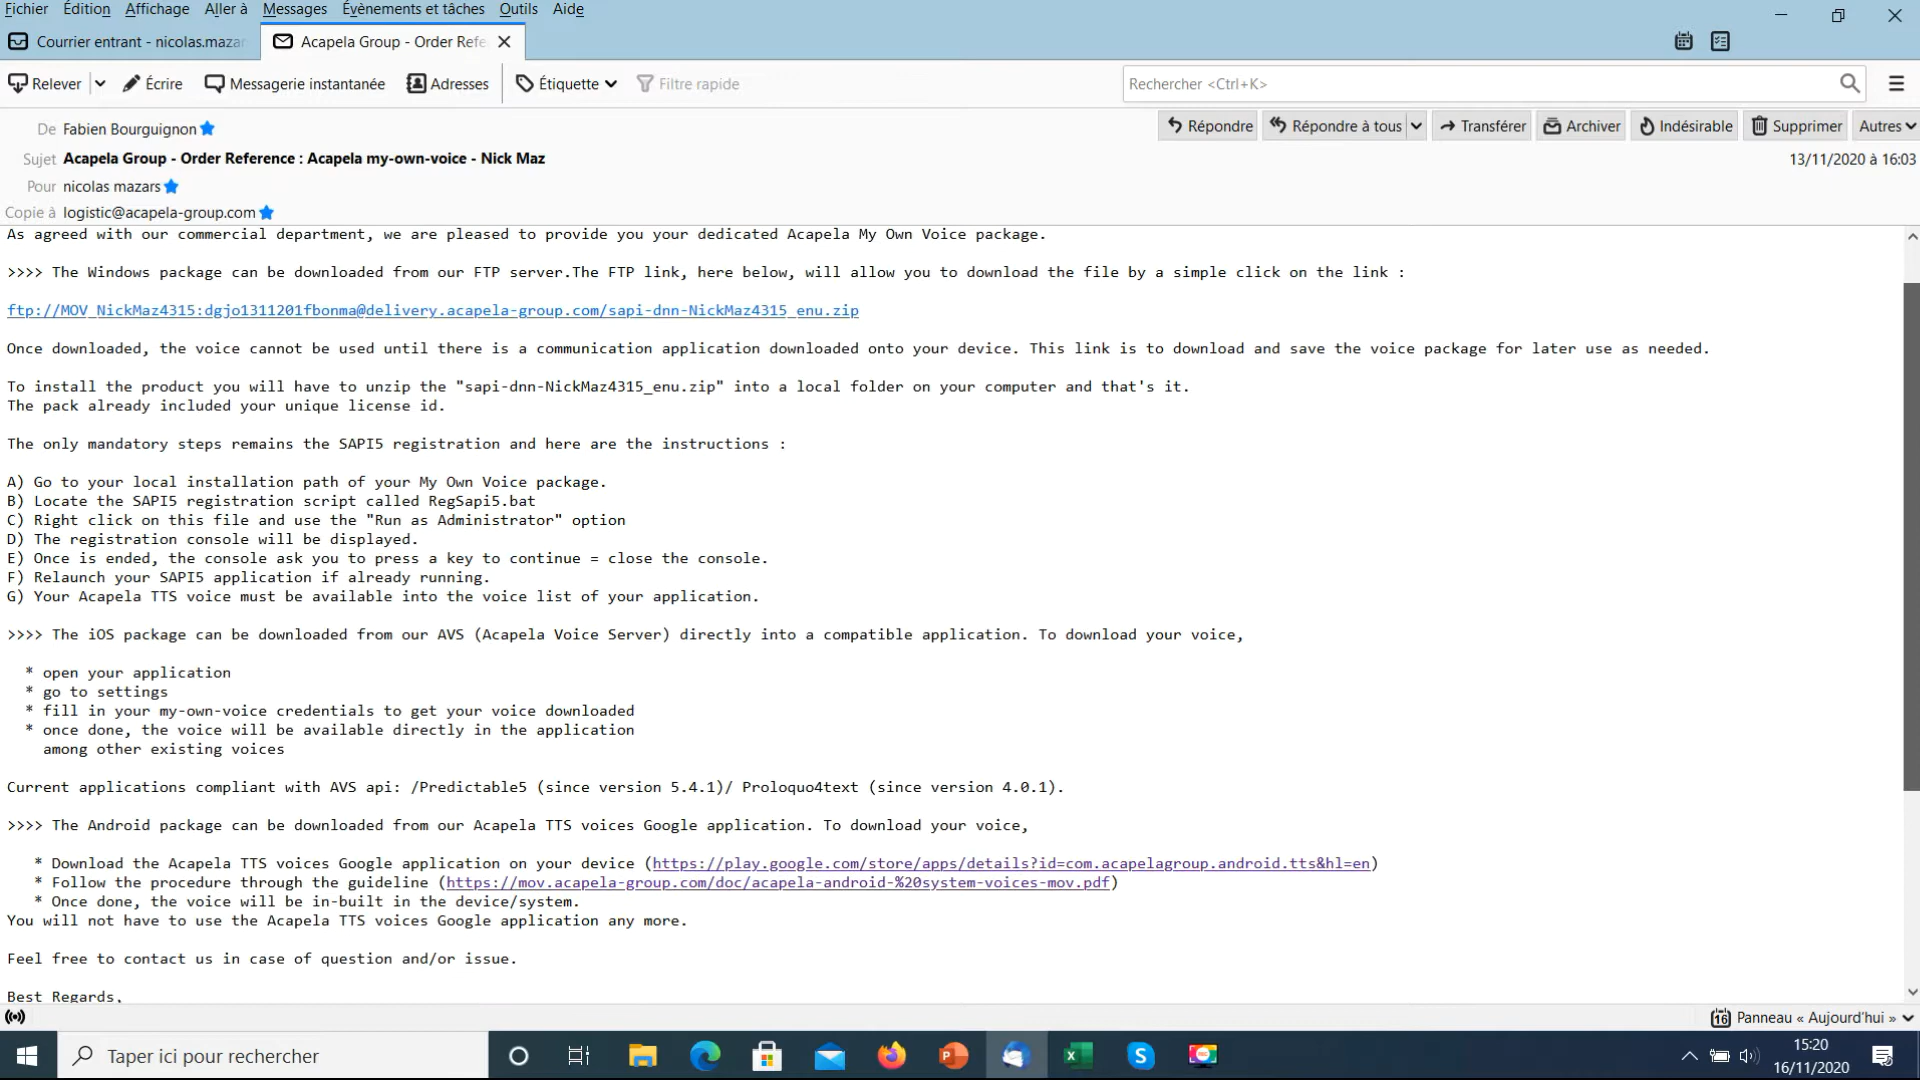 Fichier Édition Affichage Aller à Messages Évènements et tâches Outils Aide
Courrier entrant - nicolas.mazar
Acapela Group - Order Refe
Relever Écrire Messagerie instantanée Adresses Étiquette Filtre rapide Rechercher <Ctrl+K>
De Fabien Bourguignon
Répondre Répondre à tous Transférer Archiver Indésirable Supprimer Autres
Sujet Acapela Group - Order Reference : Acapela my-own-voice - Nick Maz 13/11/2020 à 16:03
Pour nicolas mazars
Copie à logistic@acapela-group.com
As agreed with our commercial department, we are pleased to provide you your dedicated Acapela My Own Voice package.
>>>> The Windows package can be downloaded from our FTP server.The FTP link, here below, will allow you to download the file by a simple click on the link :
ftp://MOV_NickMaz4315:dgjo1311201fbonma@delivery.acapela-group.com/sapi-dnn-NickMaz4315_enu.zip
Once downloaded, the voice cannot be used until there is a communication application downloaded onto your device. This link is to download and save the voice package for later use as needed.
To install the product you will have to unzip the "sapi-dnn-NickMaz4315_enu.zip" into a local folder on your computer and that's it.
The pack already included your unique license id.
The only mandatory steps remains the SAPI5 registration and here are the instructions :
A) Go to your local installation path of your My Own Voice package.
B) Locate the SAPI5 registration script called RegSapi5.bat
C) Right click on this file and use the "Run as Administrator" option
D) The registration console will be displayed.
E) Once is ended, the console ask you to press a key to continue = close the console.
F) Relaunch your SAPI5 application if already running.
G) Your Acapela TTS voice must be available into the voice list of your application.
>>>> The iOS package can be downloaded from our AVS (Acapela Voice Server) directly into a compatible application. To download your voice,
* open your application
* go to settings
* fill in your my-own-voice credentials to get your voice downloaded
* once done, the voice will be available directly in the application
among other existing voices
Current applications compliant with AVS api: /Predictable5 (since version 5.4.1)/ Proloquo4text (since version 4.0.1).
>>>> The Android package can be downloaded from our Acapela TTS voices Google application. To download your voice,
* Download the Acapela TTS voices Google application on your device (https://play.google.com/store/apps/details?id=com.acapelagroup.android.tts&hl=en)
* Follow the procedure through the guideline (https://mov.acapela-group.com/doc/acapela-android-%20system-voices-mov.pdf)
* Once done, the voice will be in-built in the device/system.
You will not have to use the Acapela TTS voices Google application any more.
Feel free to contact us in case of question and/or issue.
Best Regards,
16 Panneau « Aujourd'hui »
Taper ici pour rechercher
15:20
16/11/2020